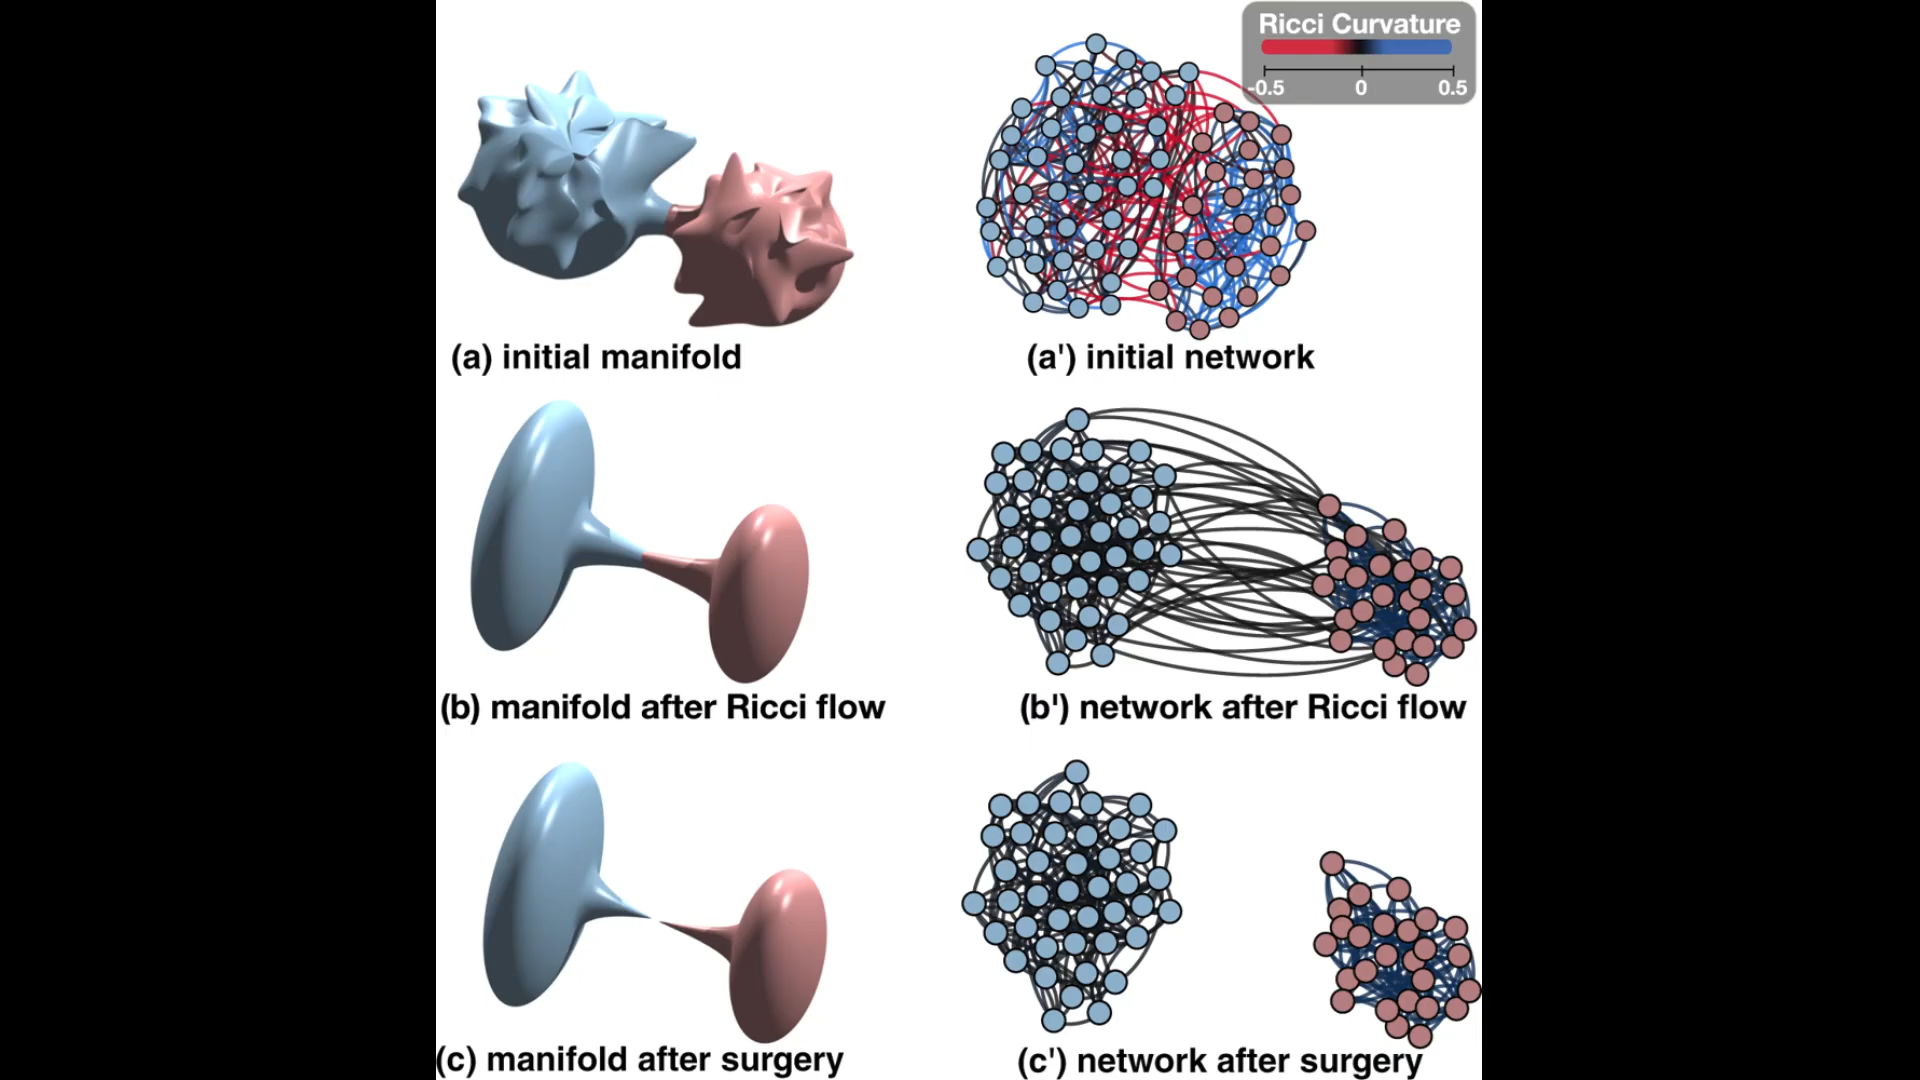 Ricci Curvature
-0.5 0 0.5
(a) initial manifold
(a') initial network
(b) manifold after Ricci flow
(b') network after Ricci flow
(c) manifold after surgery
(c') network after surgery